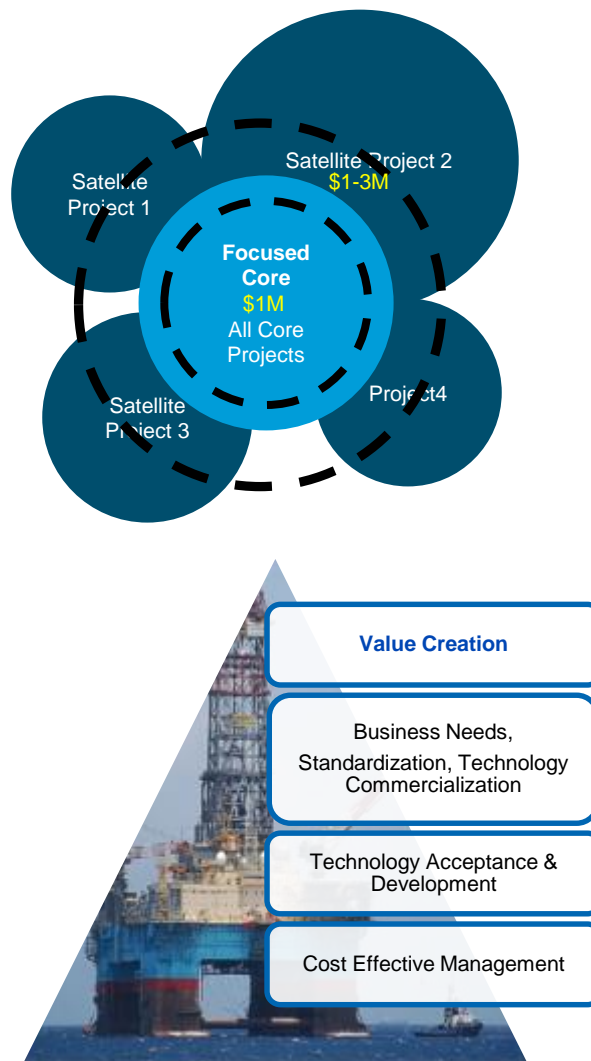 Satellite Project 2
$1-3M
Satellite
Project 1
Focused
Core
$1M
All Core
Projects
Project4
Satellite
Project 3
Value Creation
Business Needs,
Standardization, Technology
Commercialization
Technology Acceptance &
Development
Cost Effective Management